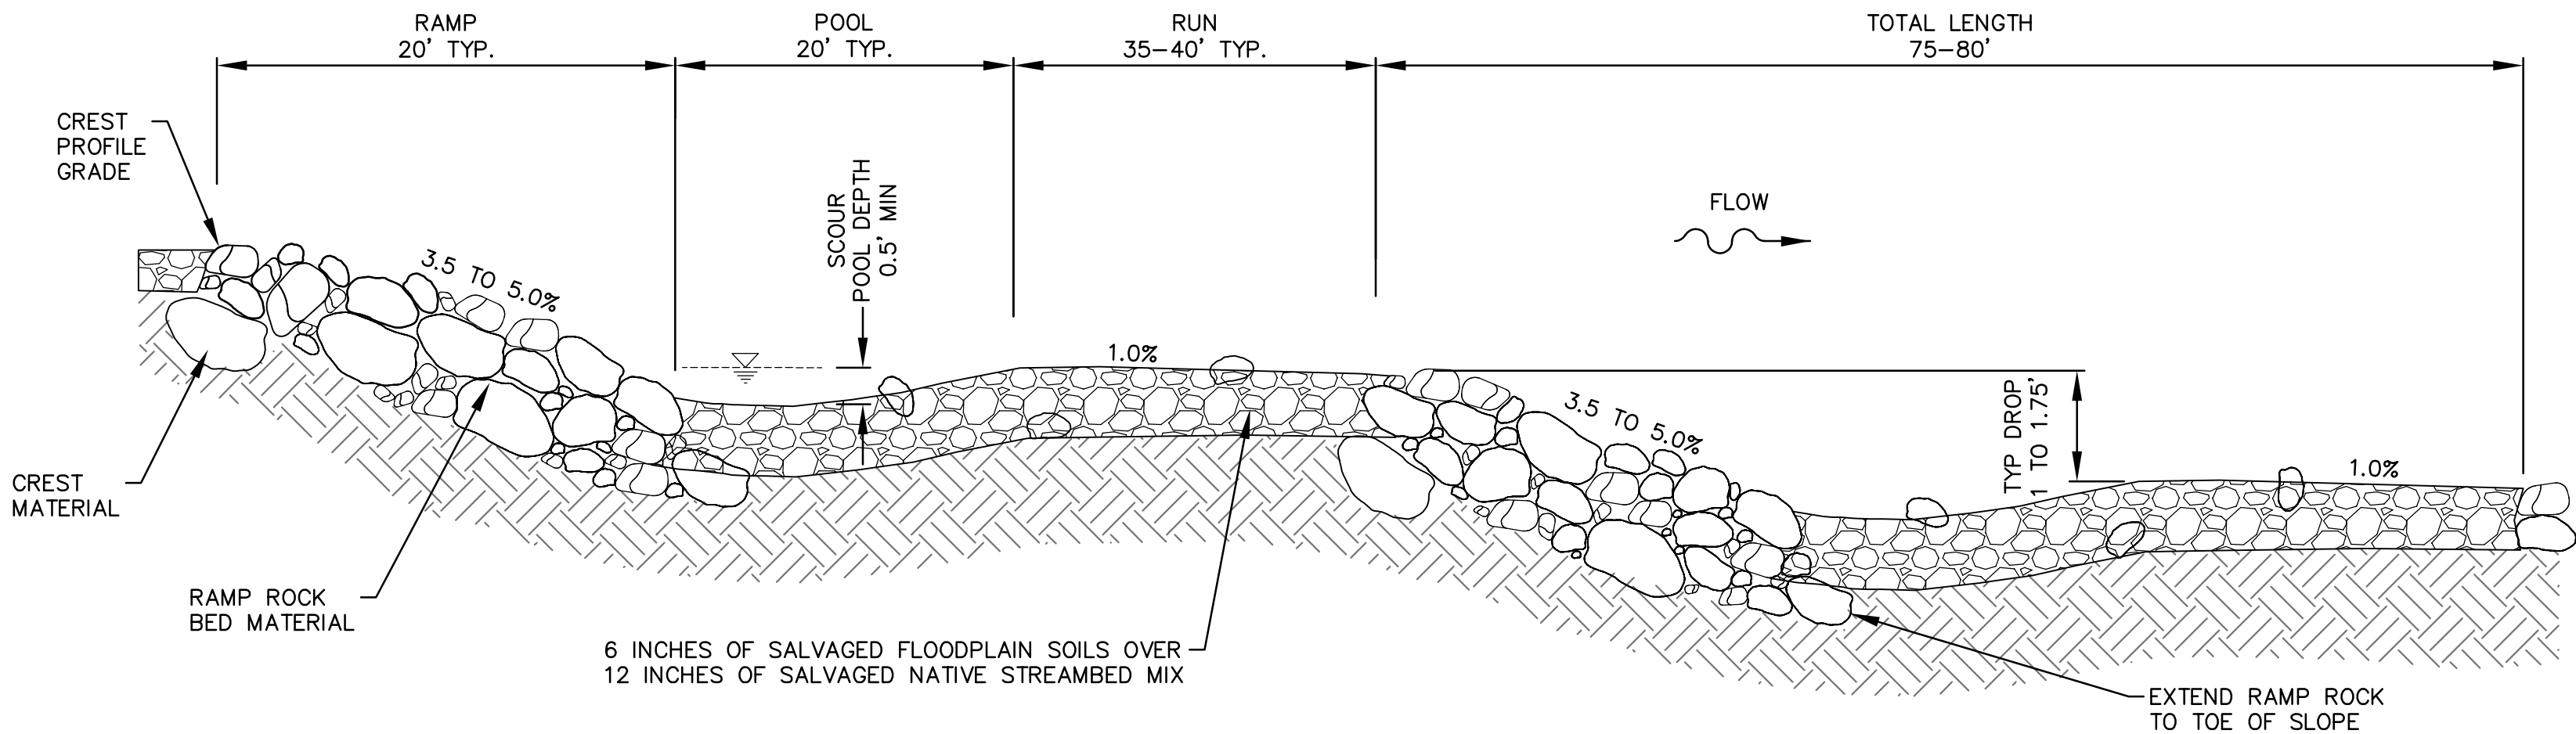 RAMP
20' TYP.
POOL
20' TYP.
RUN
35-40' TYP.
TOTAL LENGTH
75-80'
CREST
PROFILE
GRADE
3.5 TO 5.0%
SCOUR
POOL DEPTH
0.5' MIN
FLOW
1.0%
3.5 TO 5.0%
TYP DROP
1 TO 1.75'
1.0%
CREST
MATERIAL
RAMP ROCK
BED MATERIAL
6 INCHES OF SALVAGED FLOODPLAIN SOILS OVER
12 INCHES OF SALVAGED NATIVE STREAMBED MIX
EXTEND RAMP ROCK
TO TOE OF SLOPE